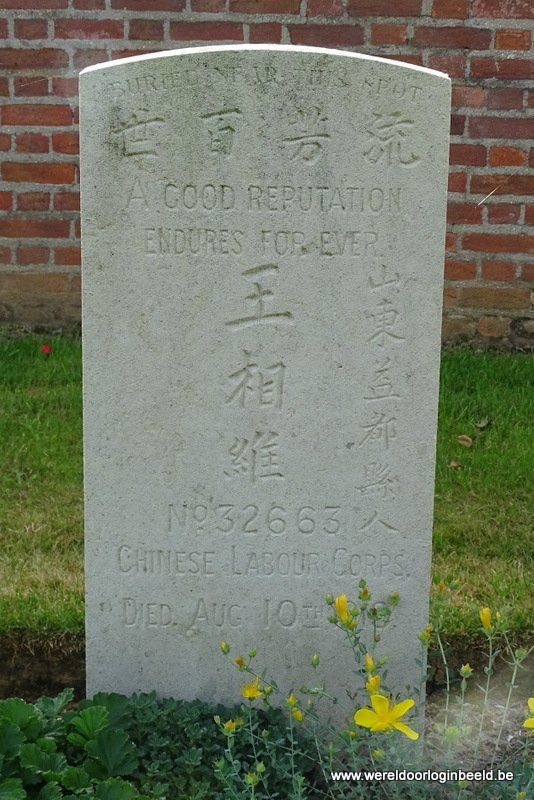 BURIED NEAR THIS SPOT
流芳百世
A GOOD REPUTATION
ENDURES FOR EVER
山東益都縣人
王相維
No 32663
CHINESE LABOUR CORPS.
DIED. AUG 10TH
www.wereldoorloginbeeld.be